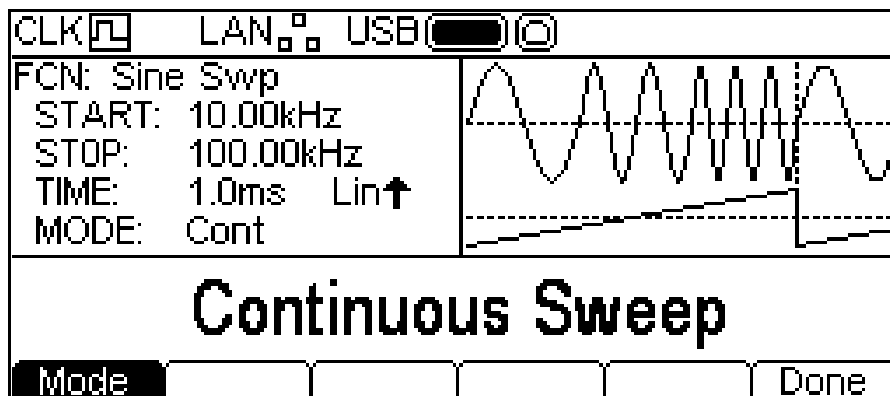 CLK LAN USB
FCN: Sine Swp
START: 10.00kHz
STOP: 100.00kHz
TIME: 1.0ms Lin↑
MODE: Cont
Continuous Sweep
Mode Done